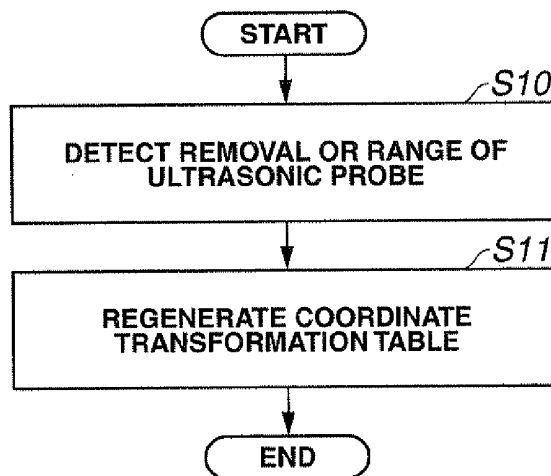 START
S10
DETECT REMOVAL OR RANGE OF
ULTRASONIC PROBE
S11
REGENERATE COORDINATE
TRANSFORMATION TABLE
END